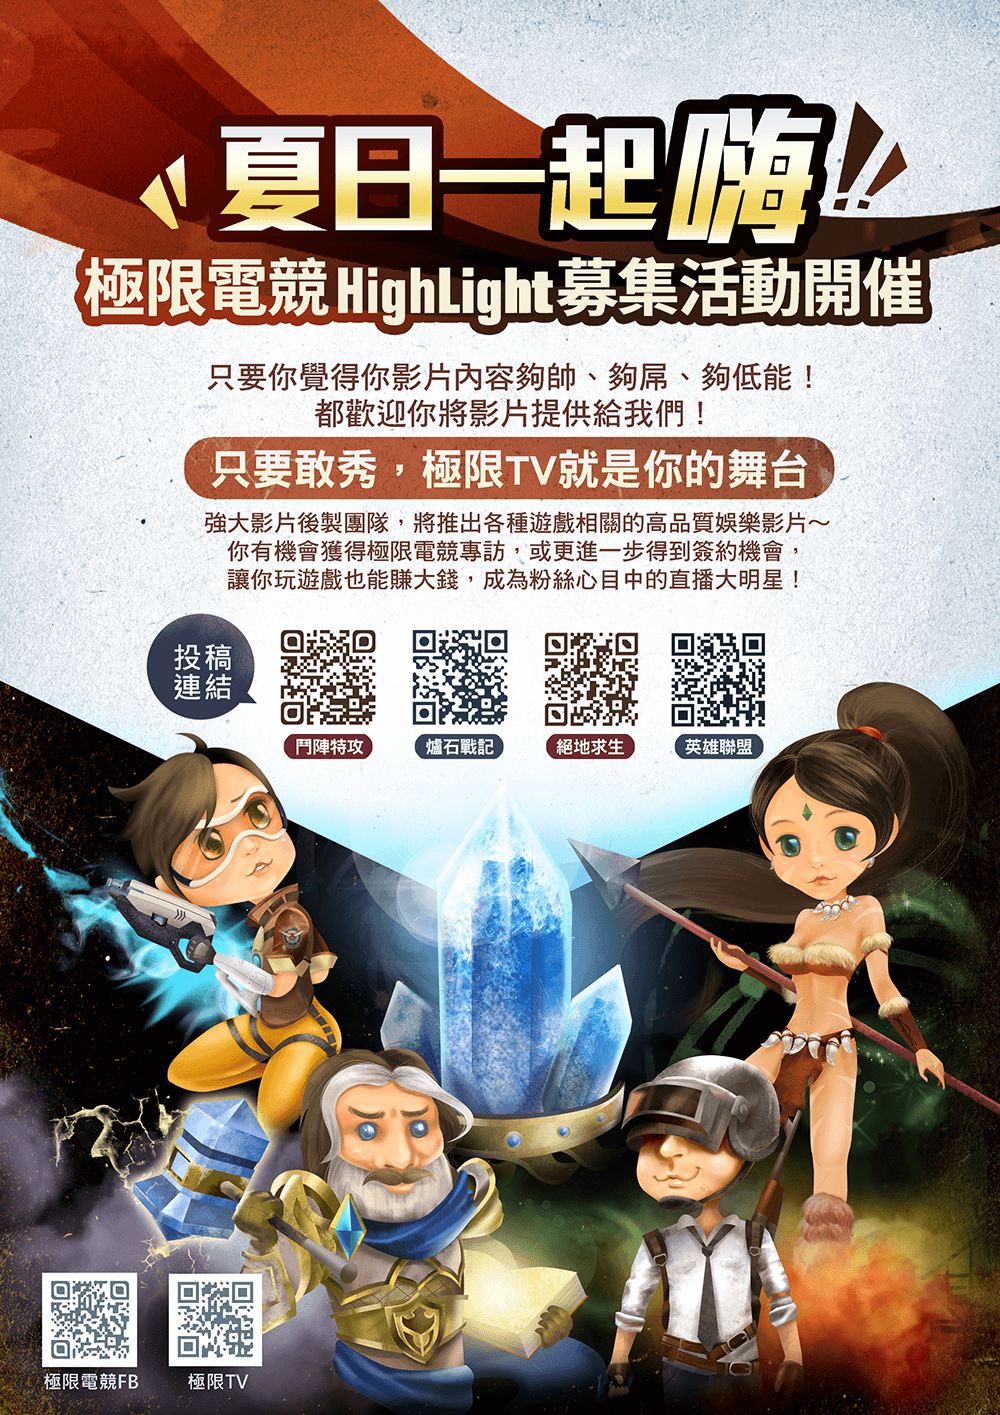 夏日一起嗨!!
極限電競HighLight募集活動開催
只要你覺得你影片內容夠帥、夠屌、夠低能！
都歡迎你將影片提供給我們！
只要敢秀，極限TV就是你的舞台
強大影片後製團隊，將推出各種遊戲相關的高品質娛樂影片～
你有機會獲得極限電競專訪，或更進一步得到簽約機會，
讓你玩遊戲也能賺大錢，成為粉絲心目中的直播大明星！
投稿
連結
鬥陣特攻
爐石戰記
絕地求生
英雄聯盟
極限電競FB
極限TV